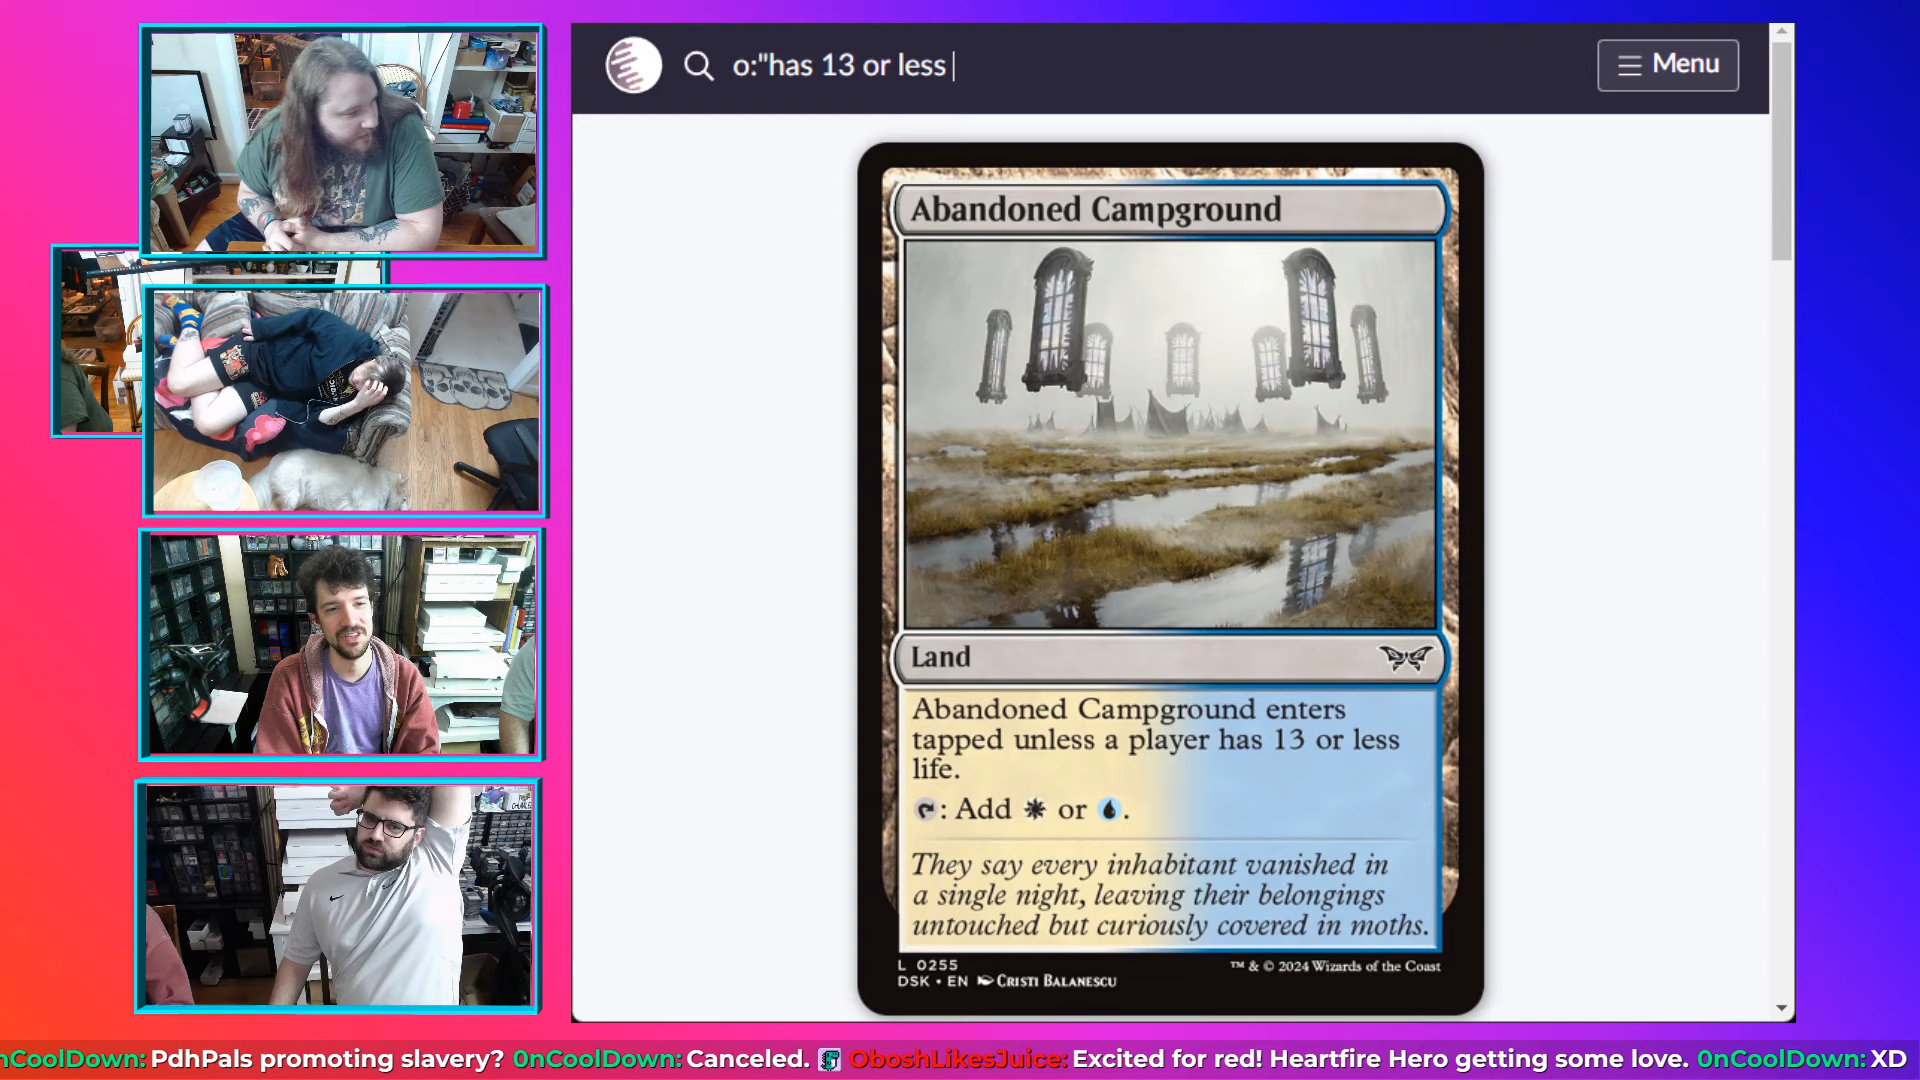 o:"has 13 or less
Menu
Abandoned Campground
Land
Abandoned Campground enters
tapped unless a player has 13 or less
life.
: Add or .
They say every inhabitant vanished in
a single night, leaving their belongings
untouched but curiously covered in moths.
L 0255
DSK • EN CRISTI BALANESCU
™ & © 2024 Wizards of the Coast
nCoolDown: PdhPals promoting slavery? 0nCoolDown: Canceled. OboshLikesJuice: Excited for red! Heartfire Hero getting some love. 0nCoolDown: XD